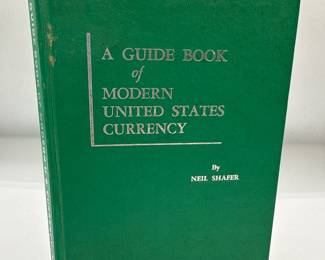 A GUIDE BOOK
of
MODERN
UNITED STATES
CURRENCY
By
NEIL SHAFER